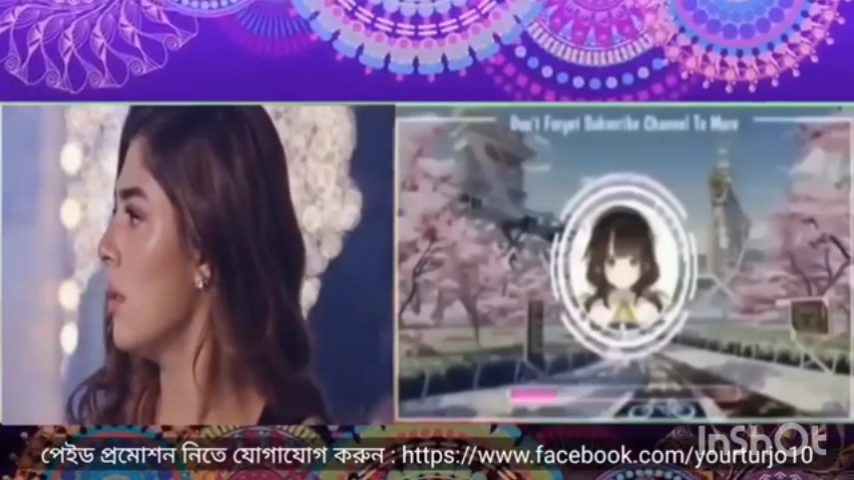 Don't Forget Subscribe Channel To More
InShOt
পেইড প্রমোশন নিতে যোগাযোগ করুন : https://www.facebook.com/yourturjo10